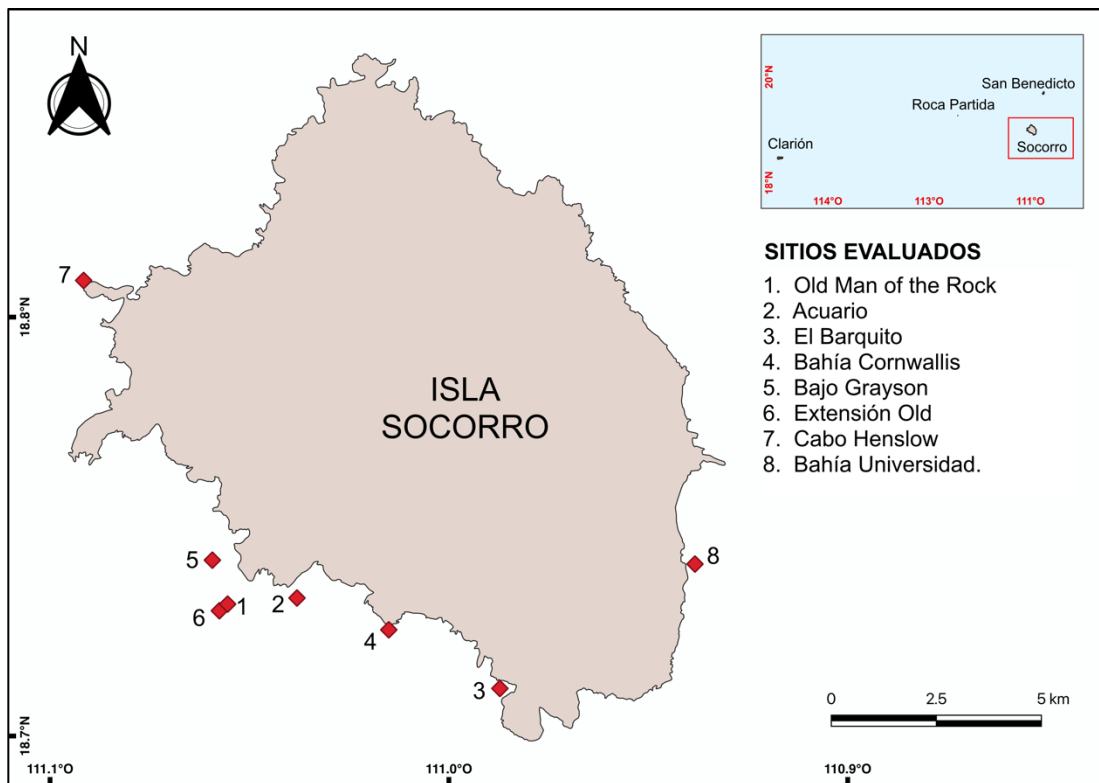 N
20°N
San Benedicto
Roca Partida
Clarión
Socorro
18°N
114°O
113°O
111°O
SITIOS EVALUADOS
1. Old Man of the Rock
2. Acuario
3. El Barquito
4. Bahía Cornwallis
5. Bajo Grayson
6. Extensión Old
7. Cabo Henslow
8. Bahía Universidad.
7
18.8°N
ISLA
SOCORRO
5
8
1
2
6
4
3
0
2.5
5 km
18.7°N
111.1°O
111.0°O
110.9°O